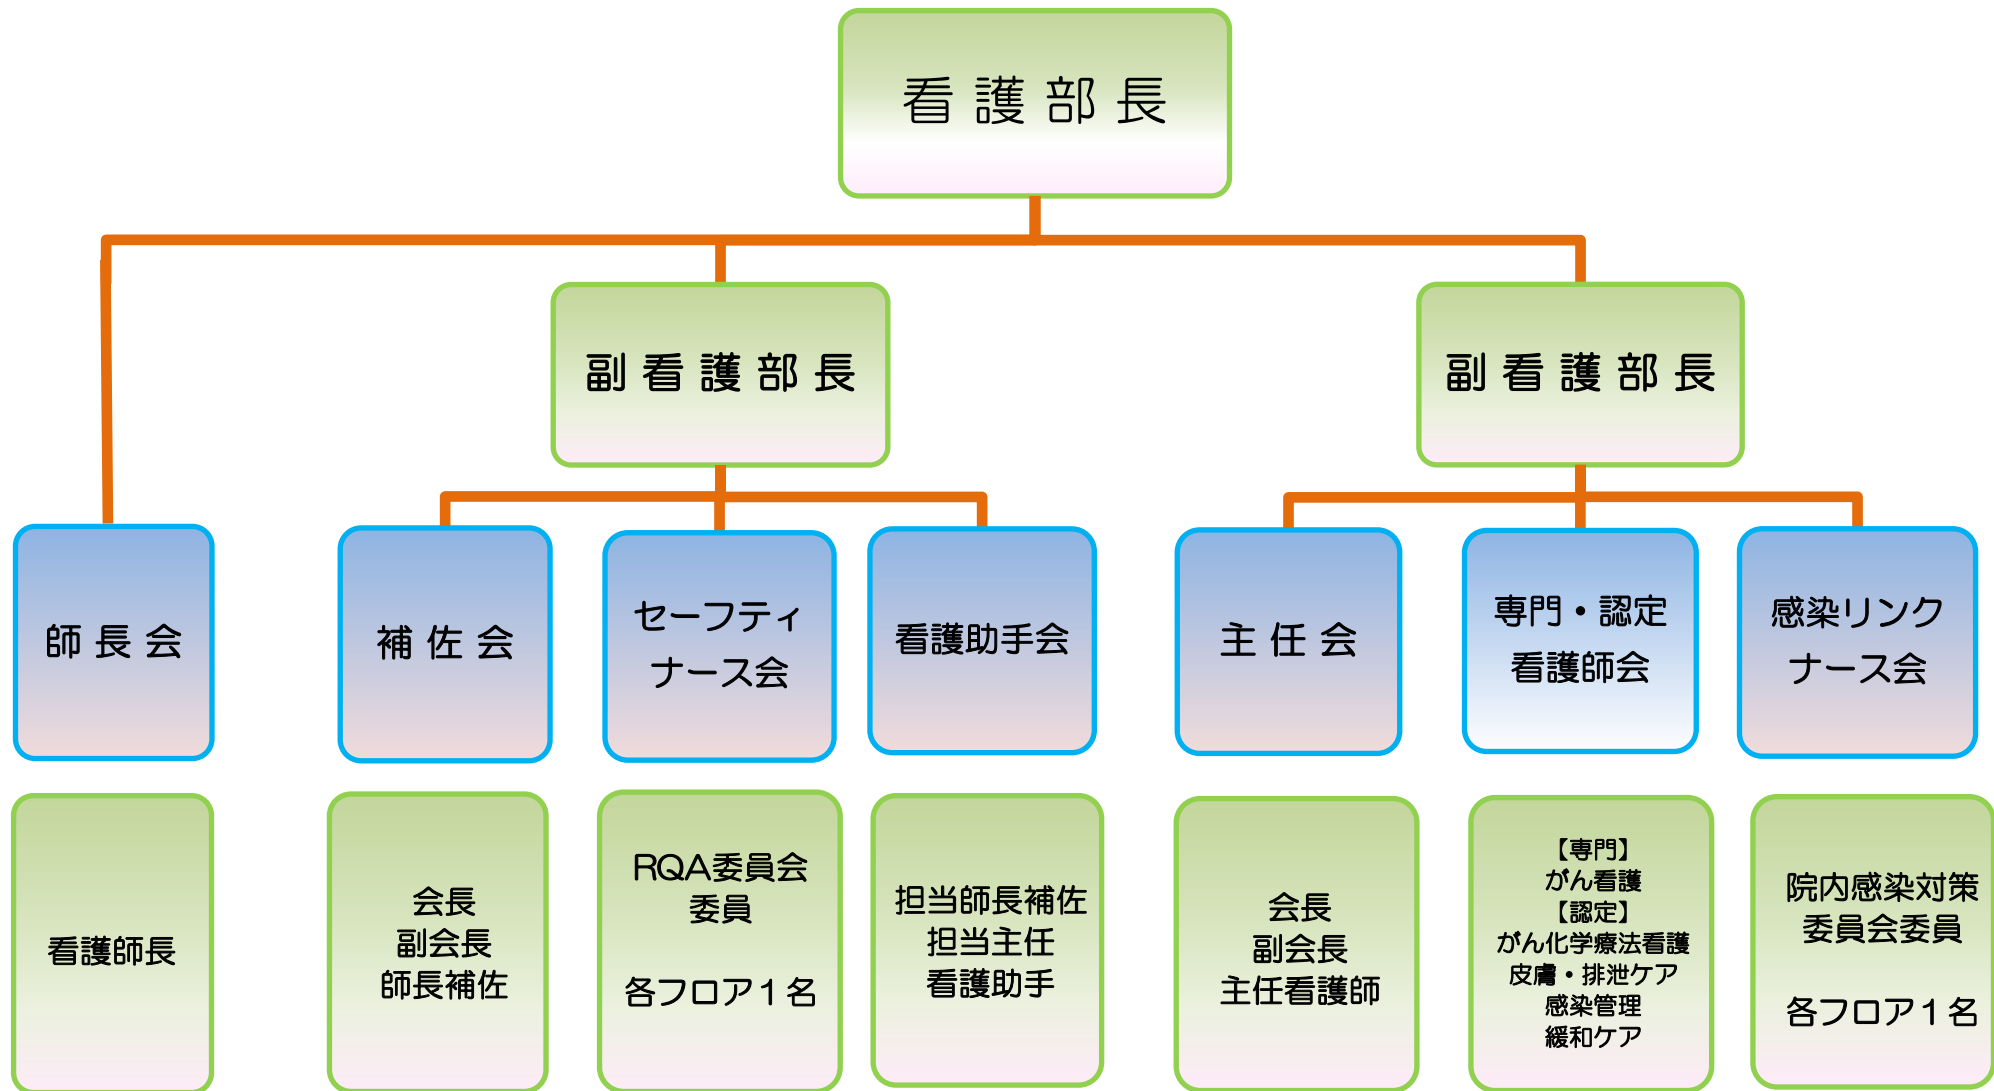 看護部長
副看護部長
副看護部長
師長会
補佐会
セーフティ
ナース会
看護助手会
主任会
専門・認定
看護師会
感染リンク
ナース会
看護師長
会長
副会長
師長補佐
RQA委員会
委員
各フロア１名
担当師長補佐
担当主任
看護助手
会長
副会長
主任看護師
【専門】
がん看護
【認定】
がん化学療法看護
皮膚・排泄ケア
感染管理
緩和ケア
院内感染対策
委員会委員
各フロア１名